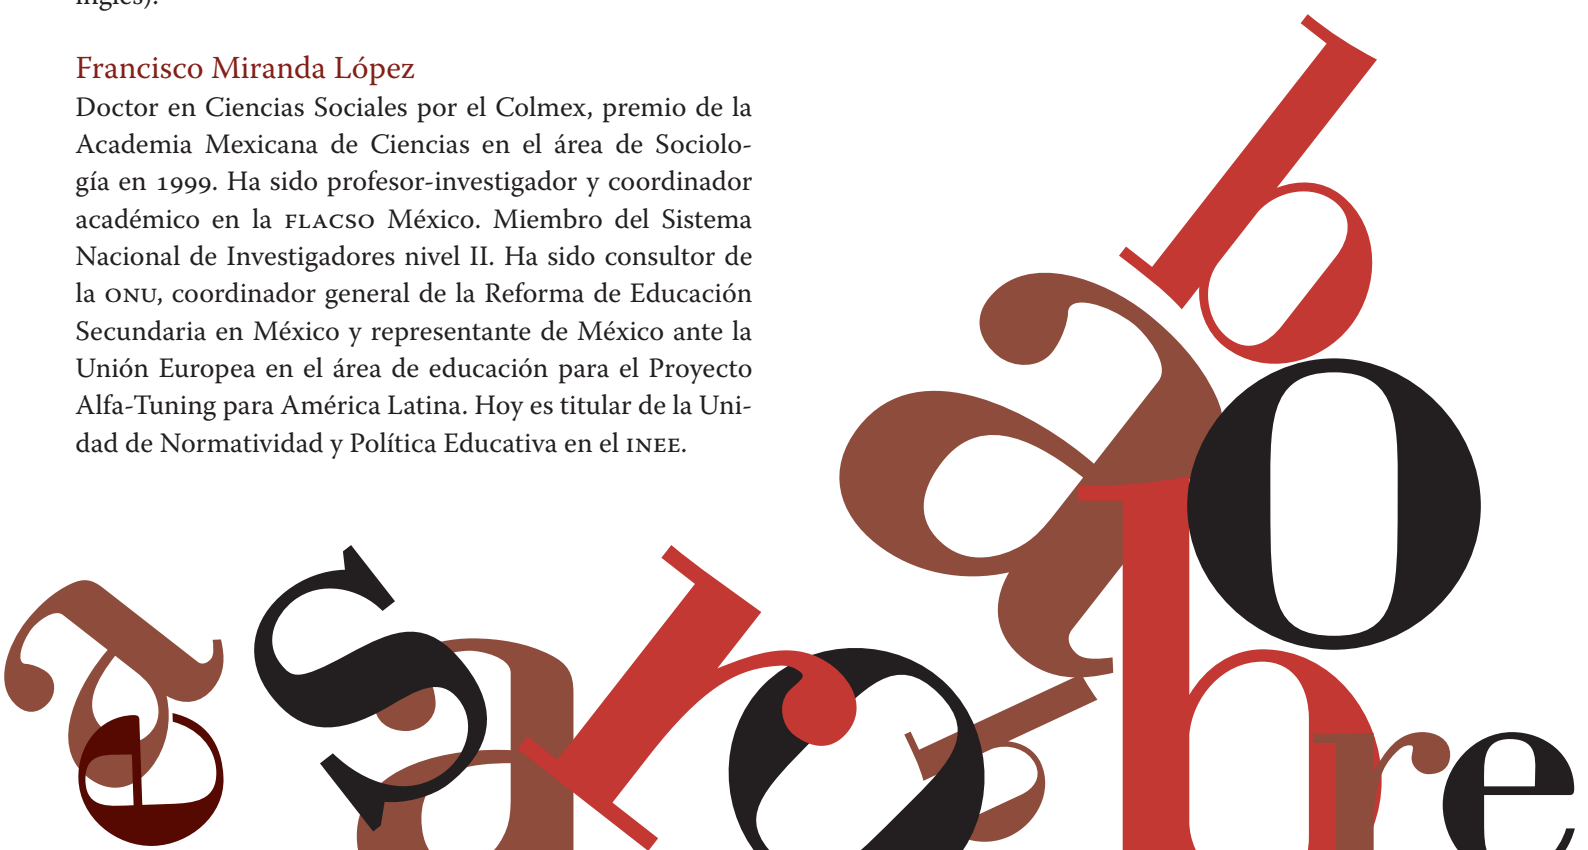 inglés).
Francisco Miranda López
Doctor en Ciencias Sociales por el Colmex, premio de la
Academia Mexicana de Ciencias en el área de Sociolo-
gía en 1999. Ha sido profesor-investigador y coordinador
académico en la FLACSO México. Miembro del Sistema
Nacional de Investigadores nivel II. Ha sido consultor de
la ONU, coordinador general de la Reforma de Educación
Secundaria en México y representante de México ante la
Unión Europea en el área de educación para el Proyecto
Alfa-Tuning para América Latina. Hoy es titular de la Uni-
dad de Normatividad y Política Educativa en el INEE.
b
a
o
h
a
e
s
a
r
o
b
r
e